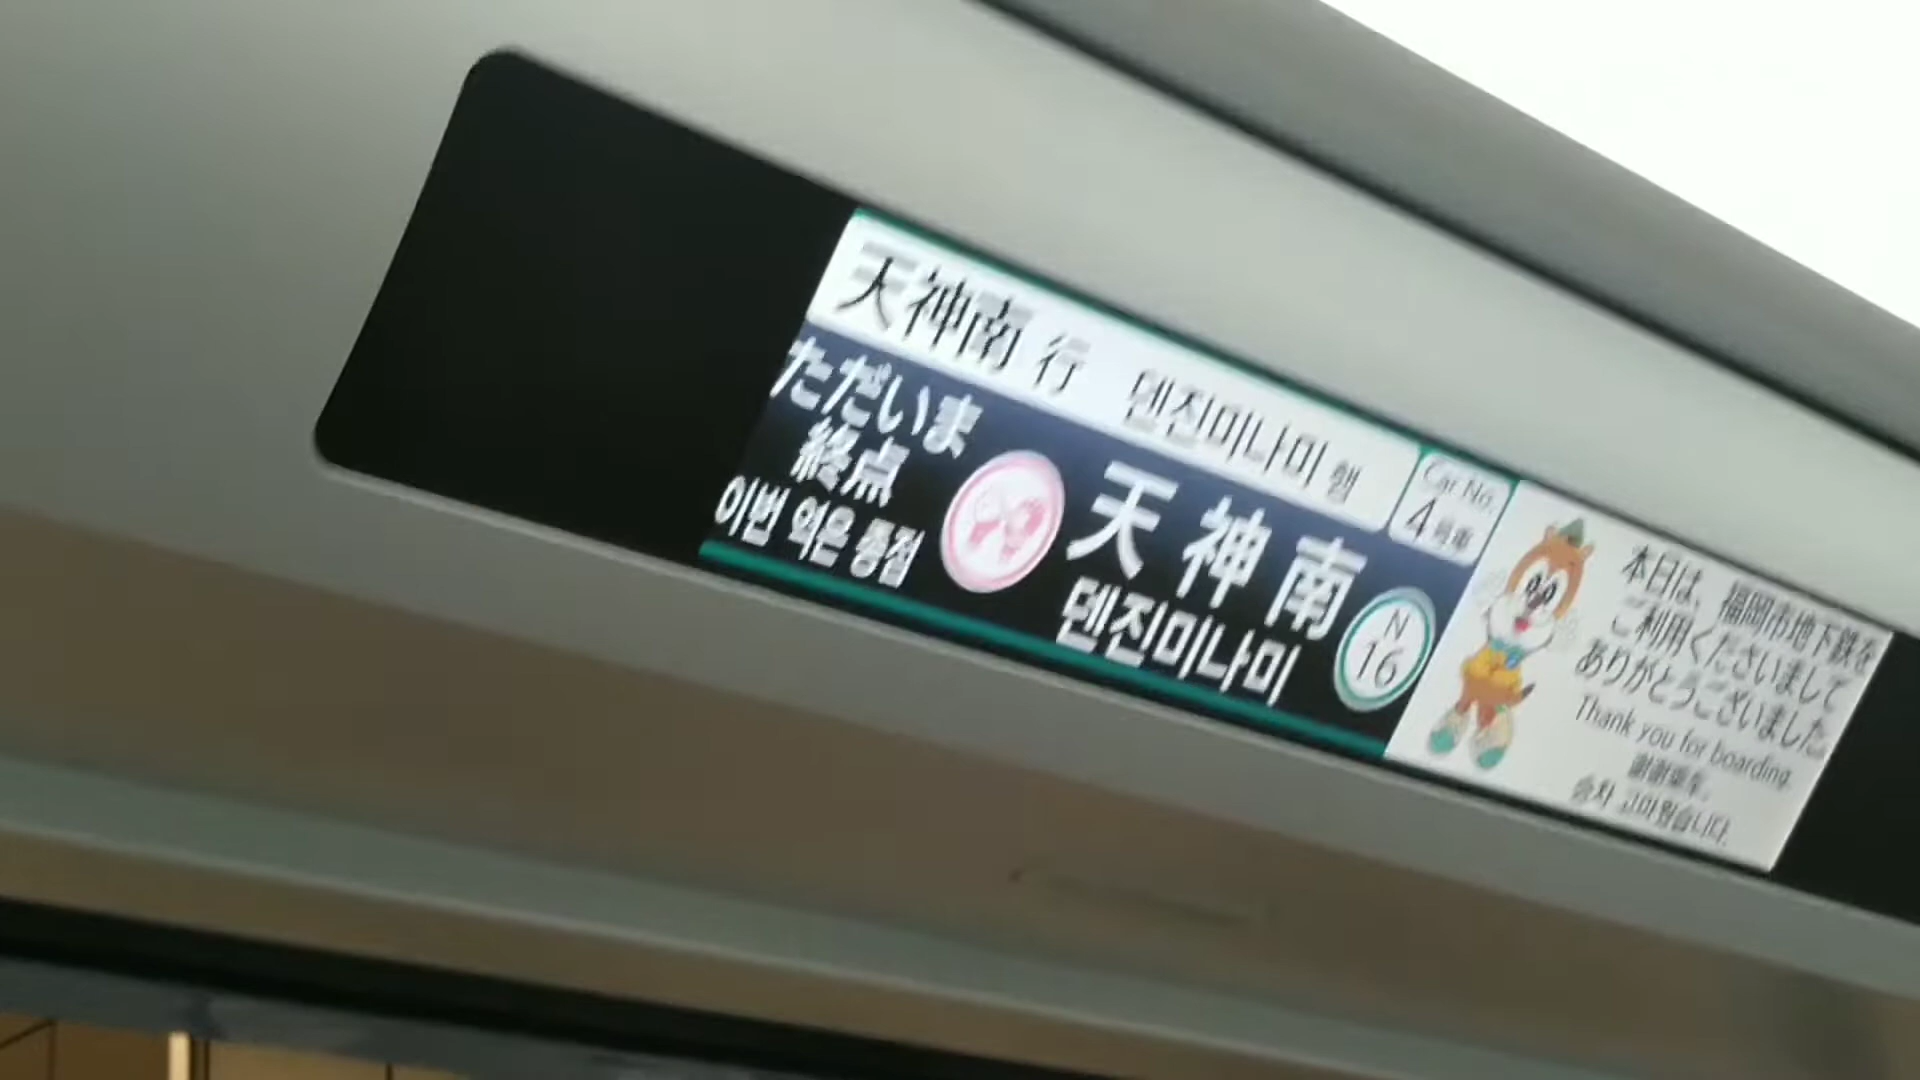 天神南 行 덴진미나미 행
Car No.
4 号車
ただいま
終点
이번 역은 종점
天神南
덴진미나미
N
16
本日は、福岡市地下鉄を
ご利用くださいまして
ありがとうございました
Thank you for boarding.
谢谢乘车。
승차 고마웠습니다.